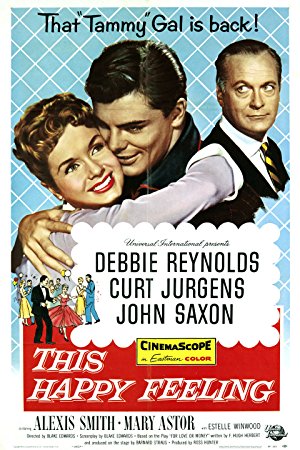 That "Tammy" Gal is back!
Universal-International presents
DEBBIE REYNOLDS
CURT JURGENS
JOHN SAXON
CINEMASCOPE
in Eastman COLOR
THIS
HAPPY FEELING
ALEXIS SMITH • MARY ASTOR with ESTELLE WINWOOD
Directed by BLAKE EDWARDS • Screenplay by BLAKE EDWARDS • Based on the Play "FOR LOVE OR MONEY" written by F. HUGH HERBERT
and produced on the stage by BARNARD STRAUS • Produced by ROSS HUNTER